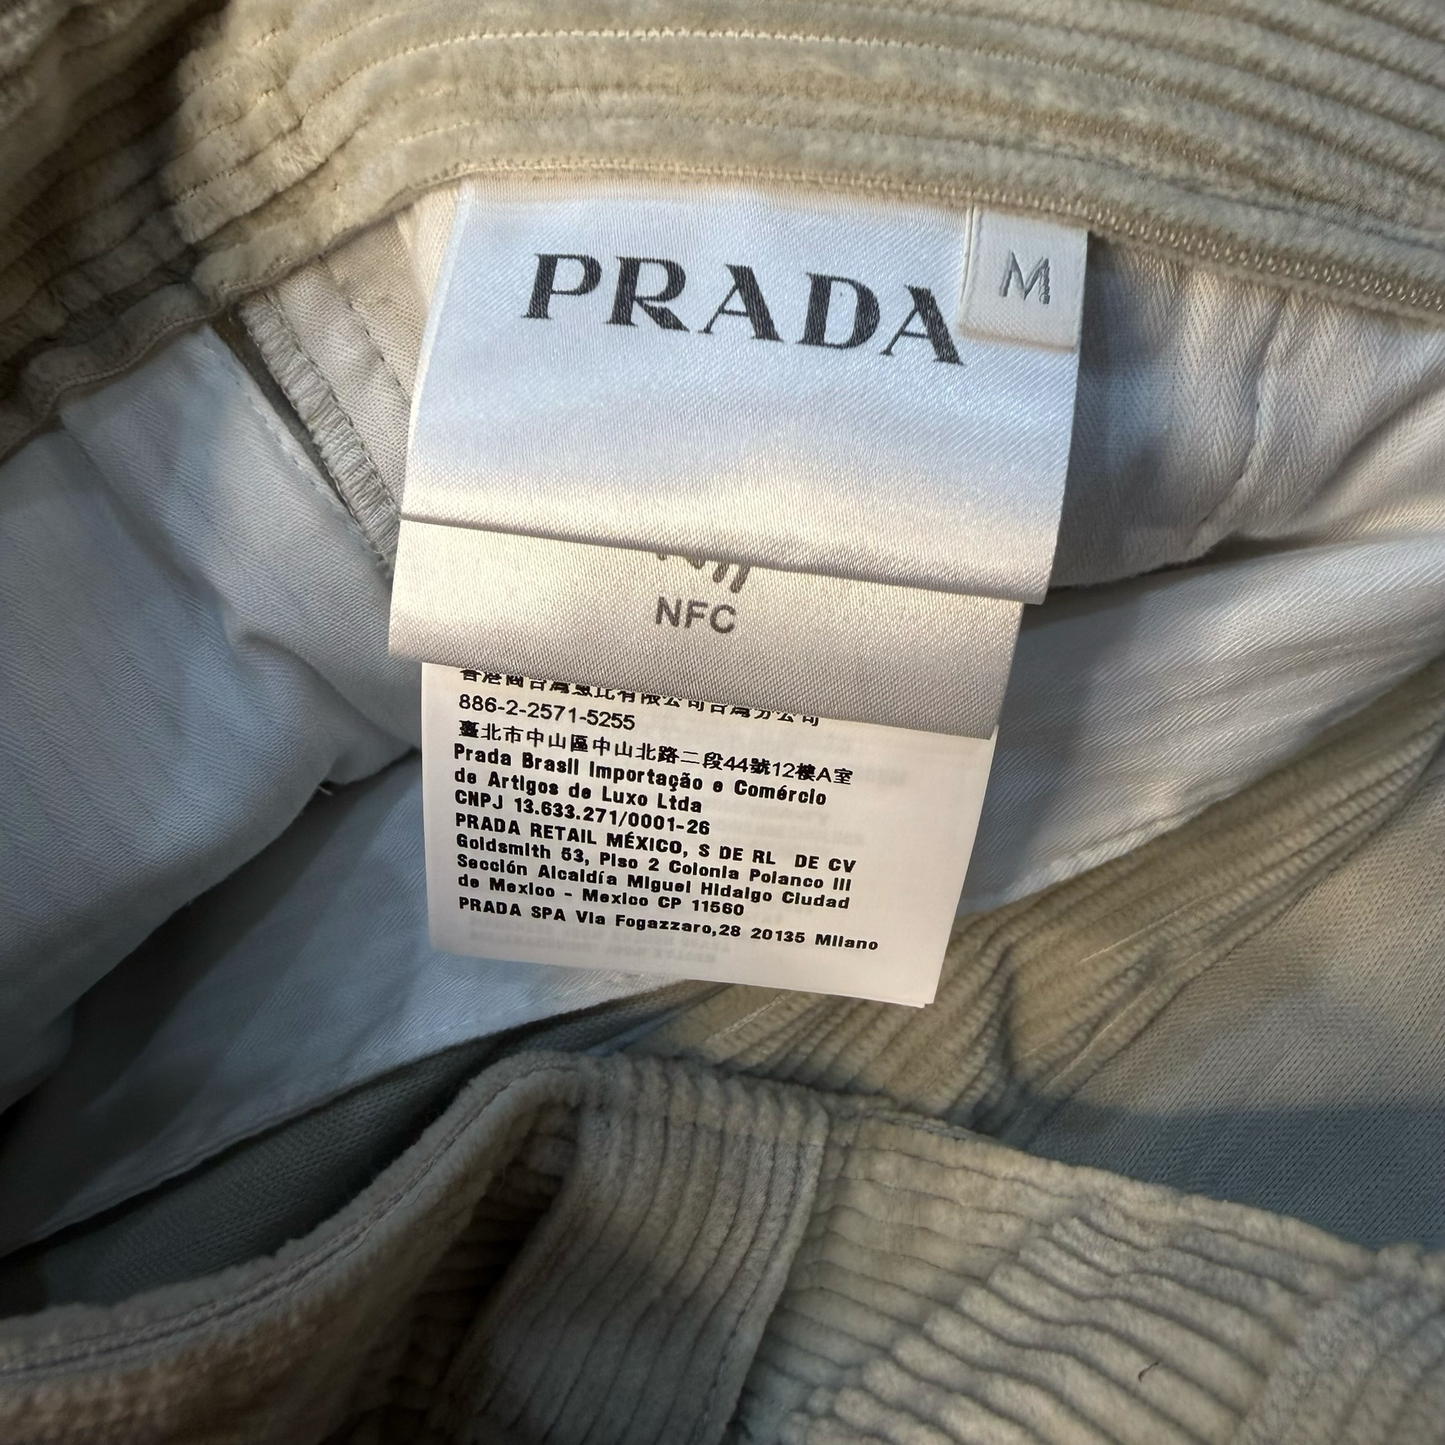 PRADA
M
NFC
香港商台灣惠比有限公司台灣分公司
886-2-2571-5255
臺北市中山區中山北路二段44號12樓A室
Prada Brasil Importação e Comércio
de Artigos de Luxo Ltda
CNPJ 13.633.271/0001-26
PRADA RETAIL MÉXICO, S DE RL DE CV
Goldsmith 53, Piso 2 Colonia Polanco III
Sección Alcaldía Miguel Hidalgo Ciudad
de Mexico - Mexico CP 11560
PRADA SPA Via Fogazzaro,28 20135 Milano